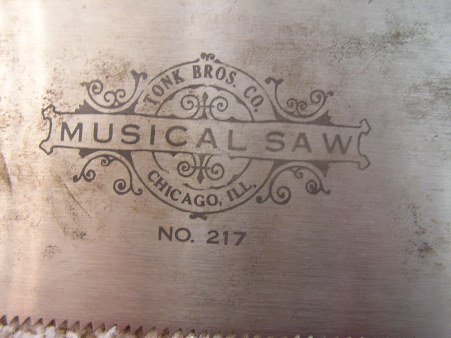 TONK BROS. CO.
MUSICAL SAW
CHICAGO, ILL.
NO. 217